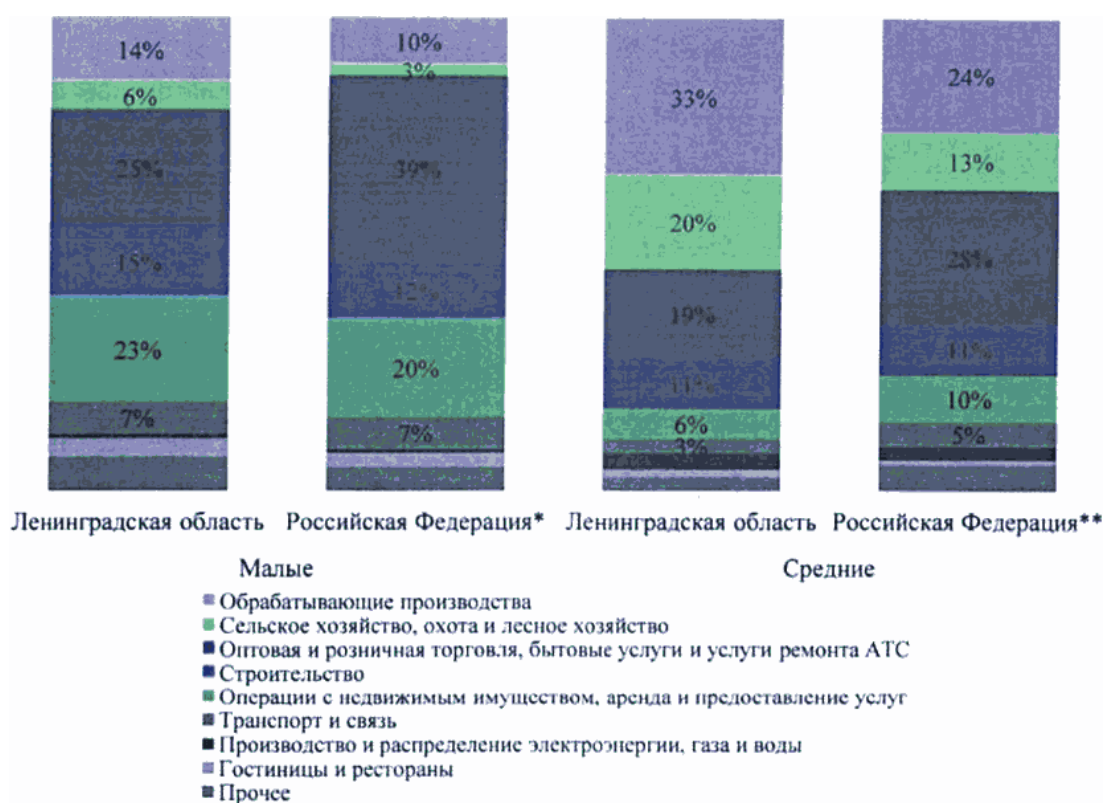 14%
6%
25%
15%
23%
7%
10%
3%
39%
12%
20%
7%
33%
20%
19%
11%
6%
3%
24%
13%
28%
11%
10%
5%
Ленинградская область Российская Федерация* Ленинградская область Российская Федерация**
Малые Средние
Обрабатывающие производства
Сельское хозяйство, охота и лесное хозяйство
Оптовая и розничная торговля, бытовые услуги и услуги ремонта АТС
Строительство
Операции с недвижимым имуществом, аренда и предоставление услуг
Транспорт и связь
Производство и распределение электроэнергии, газа и воды
Гостиницы и рестораны
Прочее